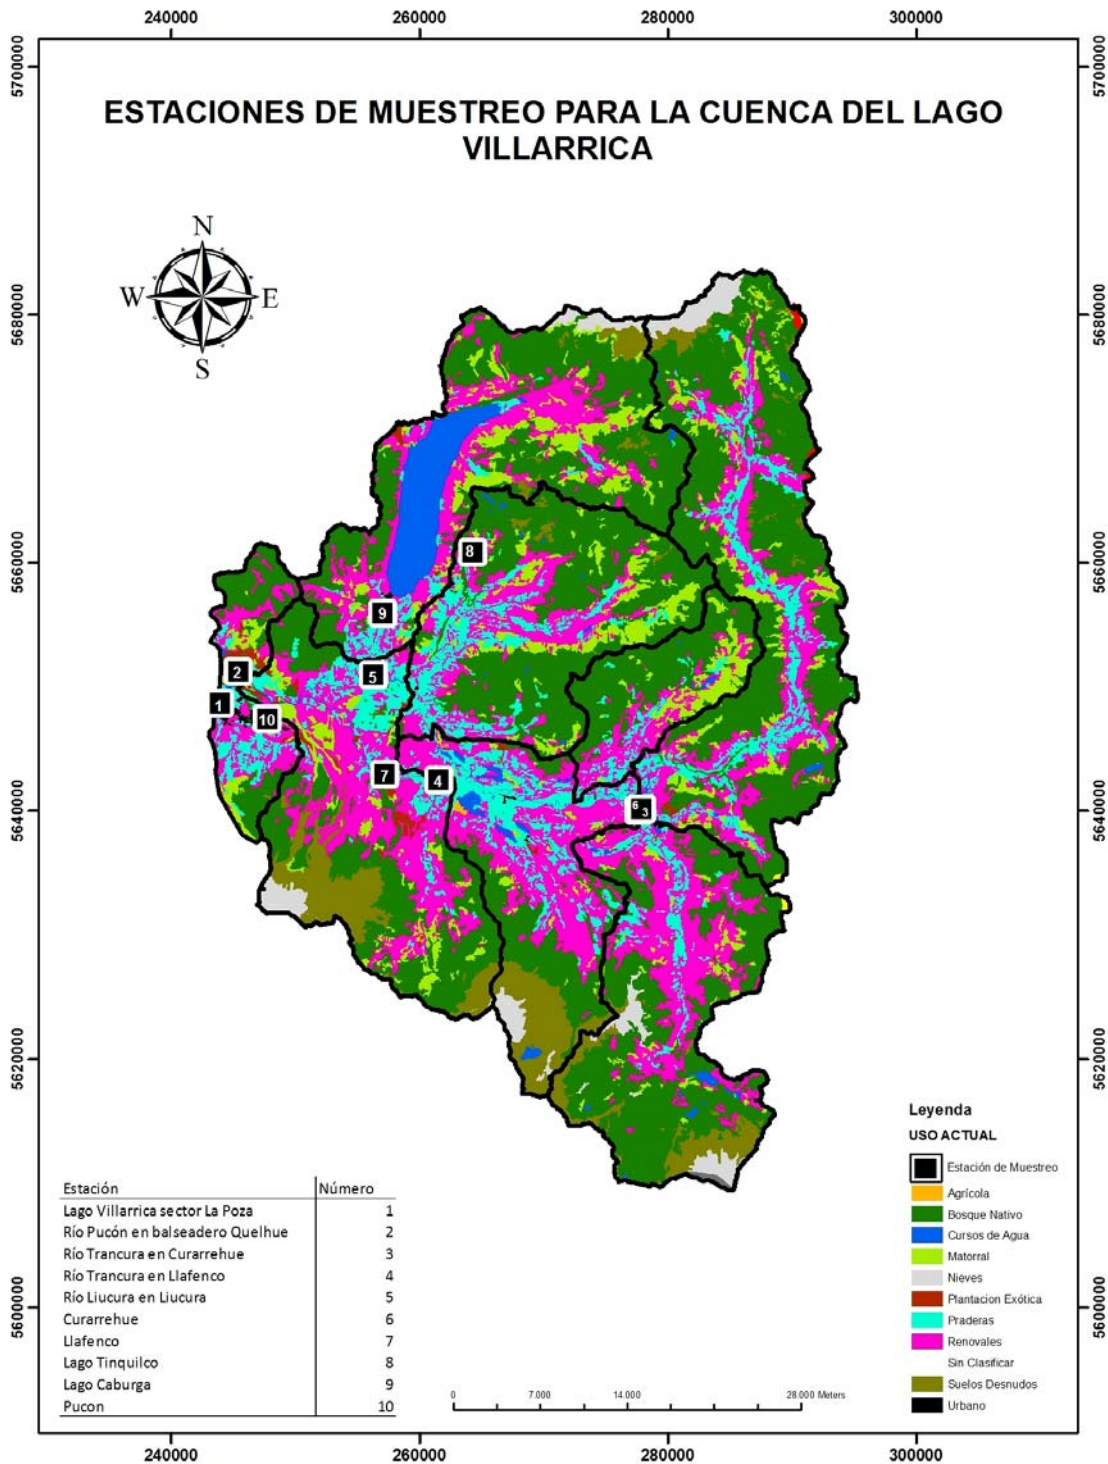 240000 260000 280000 300000
5700000 5700000
ESTACIONES DE MUESTREO PARA LA CUENCA DEL LAGO
VILLARRICA
N
W E
S
5680000 5680000
5660000 5660000
8
9
5
2
1
10
7
4
6 3
5640000 5640000
5620000 5620000
5600000 5600000
Estación Número
Lago Villarrica sector La Poza 1
Río Pucón en balseadero Quelhue 2
Río Trancura en Curarrehue 3
Río Trancura en Llafenco 4
Río Liucura en Liucura 5
Curarrehue 6
Llafenco 7
Lago Tinquilco 8
Lago Caburga 9
Pucon 10
0 7 000 14 000 28 000 Meters
Leyenda
USO ACTUAL
Estación de Muestreo
Agrícola
Bosque Nativo
Cursos de Agua
Matorral
Nieves
Plantacion Exótica
Praderas
Renovales
Sin Clasificar
Suelos Desnudos
Urbano
240000 260000 280000 300000